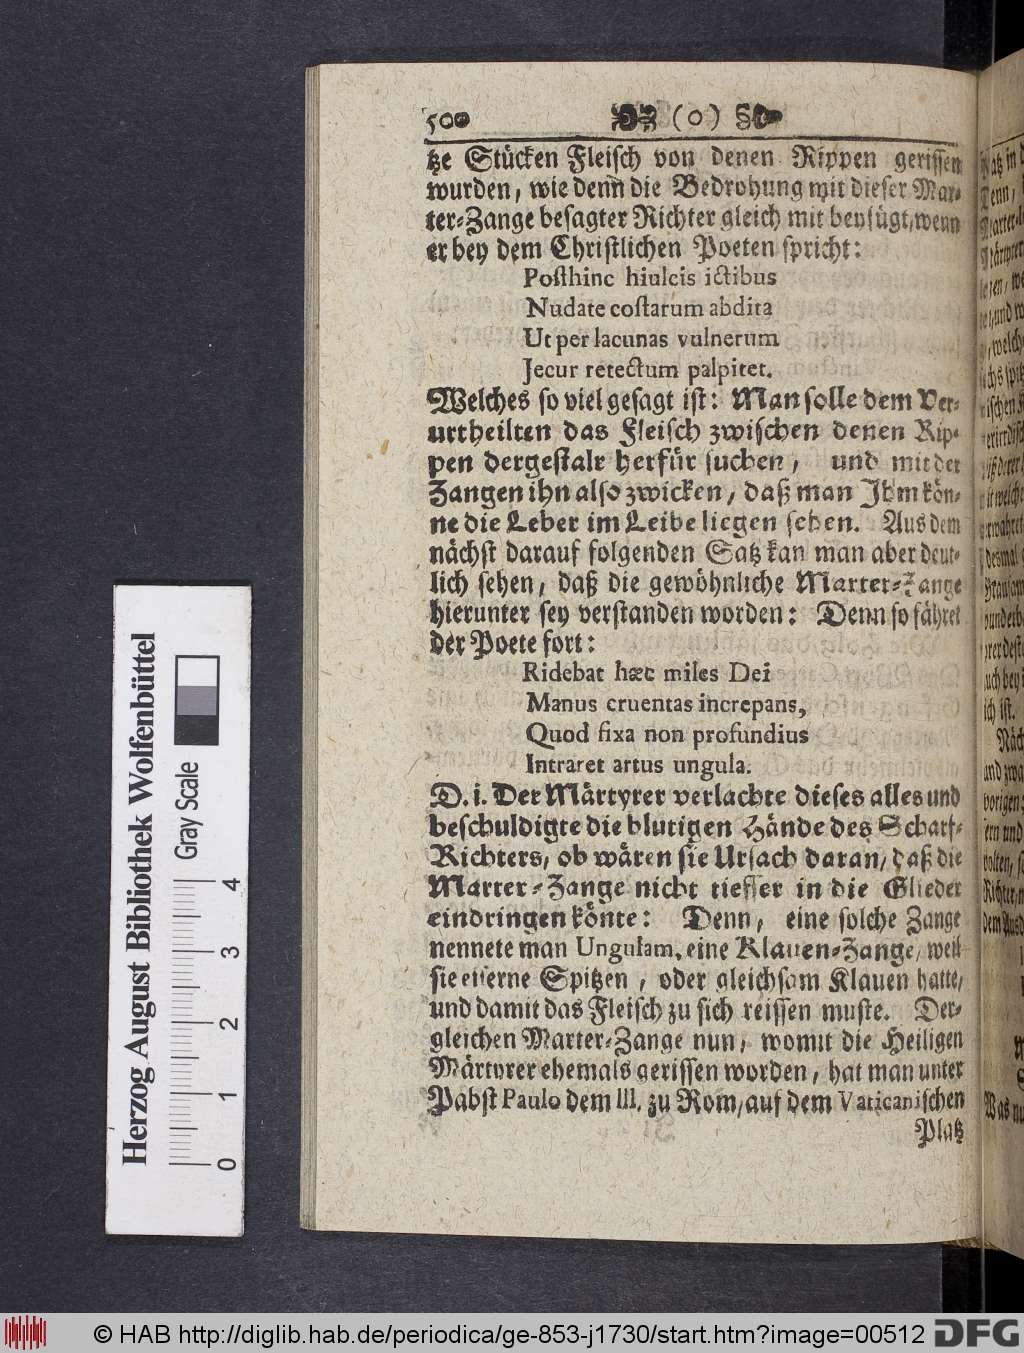 500 (o)
tze Stücken Fleisch von denen Rippen gerissen
wurden, wie denn die Bedrohung mit dieser Mar-
ter-Zange besagter Richter gleich mit beyfügt, wenn
er bey dem Christlichen Poeten spricht:
Posthinc hiulcis ictibus
Nudate costarum abdita
Ut per lacunas vulnerum
Jecur retectum palpitet.
Welches so viel gesagt ist: Man solle dem Ver-
urtheilten das Fleisch zwischen denen Rip-
pen dergestalt herfür suchen, und mit der
Zangen ihn also zwicken, daß man Ihm kön-
ne die Leber im Leibe liegen sehen. Aus dem
nächst darauf folgenden Satz kan man aber deut-
lich sehen, daß die gewöhnliche Marter-Zange
hierunter sey verstanden worden: Denn so fähret
der Poete fort:
Ridebat hæc miles Dei
Manus cruentas increpans,
Quod fixa non profundius
Intraret artus ungula.
D. i. Der Märtyrer verlachte dieses alles und
beschuldigte die blutigen Hände des Scharf-
Richters, ob wären sie Ursach daran, daß die
Marter-Zange nicht tieffer in die Glieder
eindringen könte: Denn, eine solche Zange
nennete man Ungulam, eine Klauen-Zange, weil
sie eiserne Spitzen, oder gleichsam Klauen hatte,
und damit das Fleisch zu sich reissen muste. Der-
gleichen Marter-Zange nun, womit die Heiligen
Märtyrer ehemals gerissen worden, hat man unter
Pabst Paulo dem III. zu Rom, auf dem Vaticanischen
Platz
Herzog August Bibliothek Wolfenbüttel
Gray Scale
0 1 2 3 4
© HAB http://diglib.hab.de/periodica/ge-853-j1730/start.htm?image=00512
DFG